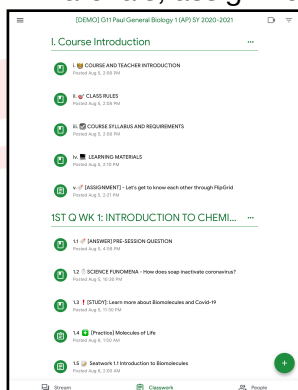 [DEMO] G11 Paul General Biology 1 (AP) SY 2020-2021
I. Course Introduction
i. COURSE AND TEACHER INTRODUCTION
Posted Aug 5, 2:00 PM
ii. CLASS RULES
Posted Aug 5, 2:08 PM
iii. COURSE SYLLABUS AND REQUIREMENTS
Posted Aug 5, 2:08 PM
iv. LEARNING MATERIALS
Posted Aug 5, 2:10 PM
v. [ASSIGNMENT] - Let's get to know each other through FlipGrid
Posted Aug 5, 2:31 PM
1ST Q WK 1: INTRODUCTION TO CHEMI...
1.1 [ANSWER] PRE-SESSION QUESTION
Posted Aug 5, 4:08 PM
1.2 SCIENCE FUNOMENA - How does soap inactivate coronavirus?
Posted Aug 5, 10:30 PM
1.3 [STUDY]: Learn more about Biomolecules and Covid-19
Posted Aug 5, 11:30 PM
1.4 [Practice] Molecules of Life
Posted Aug 6, 1:50 AM
1.5 Seatwork 1.1 Introduction to Biomolecules
Posted Aug 6, 2:00 AM
Stream Classwork People